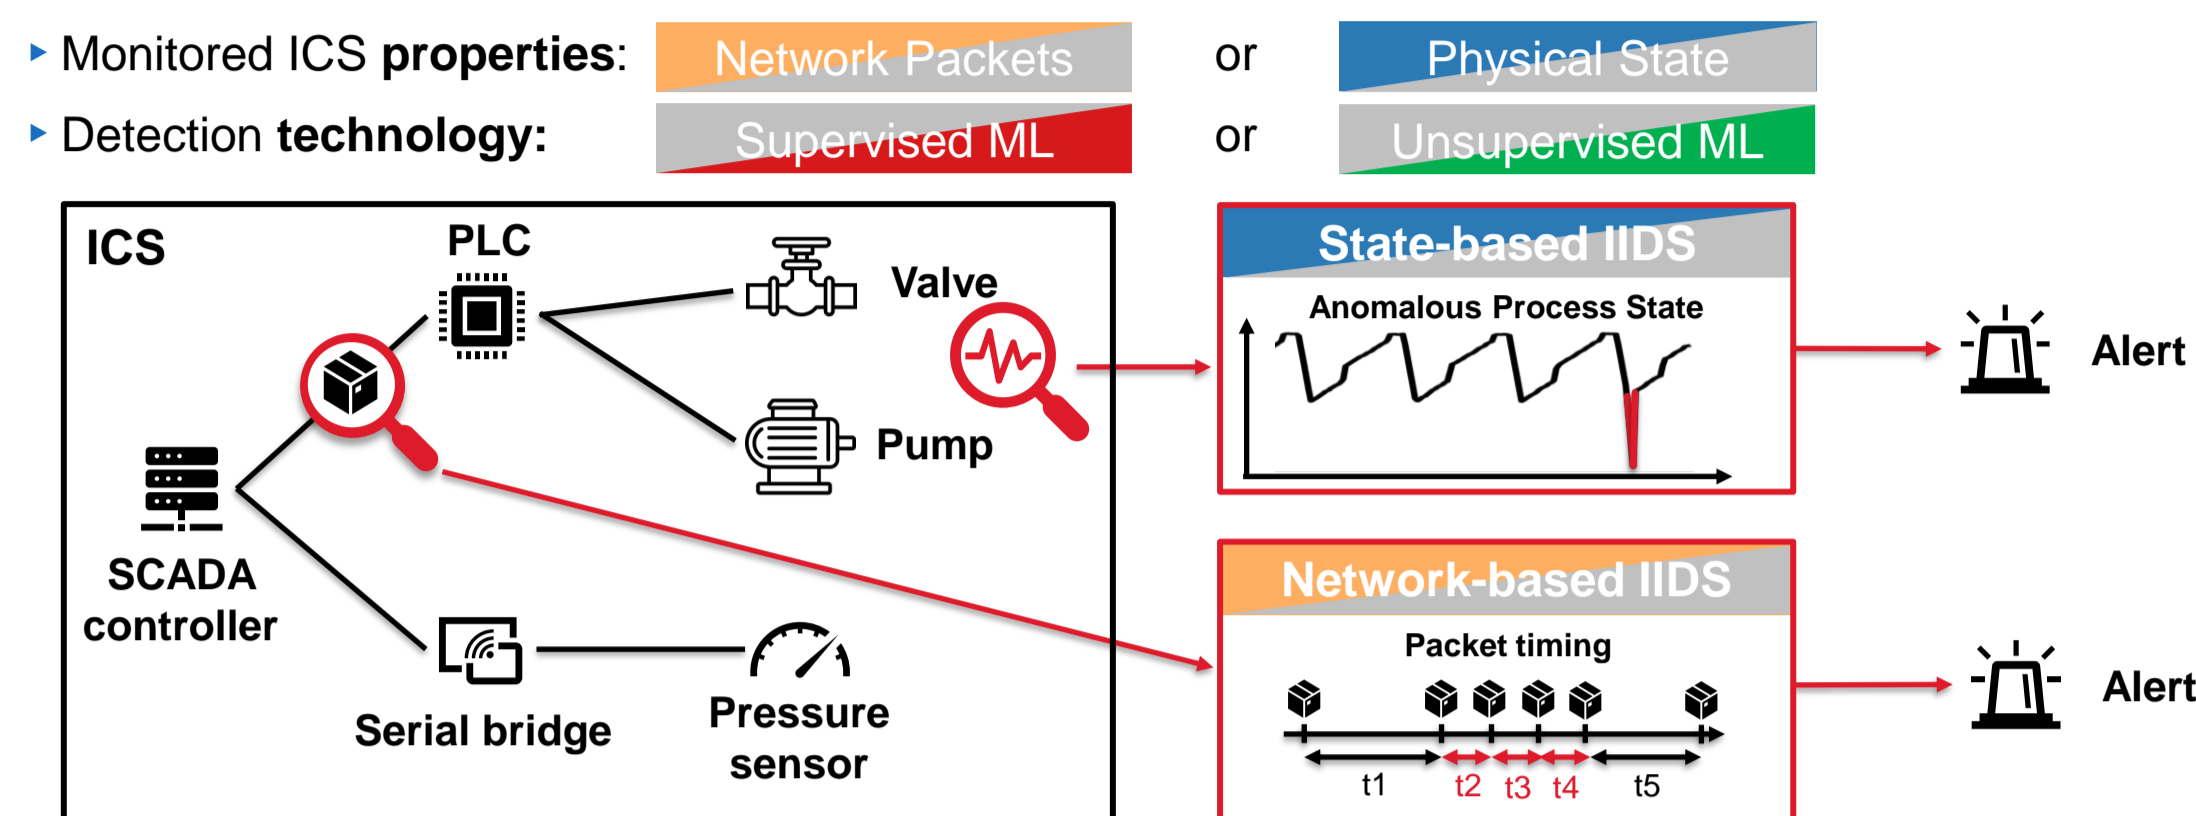 Monitored ICS properties: Network Packets or Physical State
Detection technology: Supervised ML or Unsupervised ML
ICS
PLC
Valve
Pump
SCADA
controller
Serial bridge
Pressure
sensor
State-based IIDS
Anomalous Process State
Alert
Network-based IIDS
Packet timing
t1 t2 t3 t4 t5
Alert